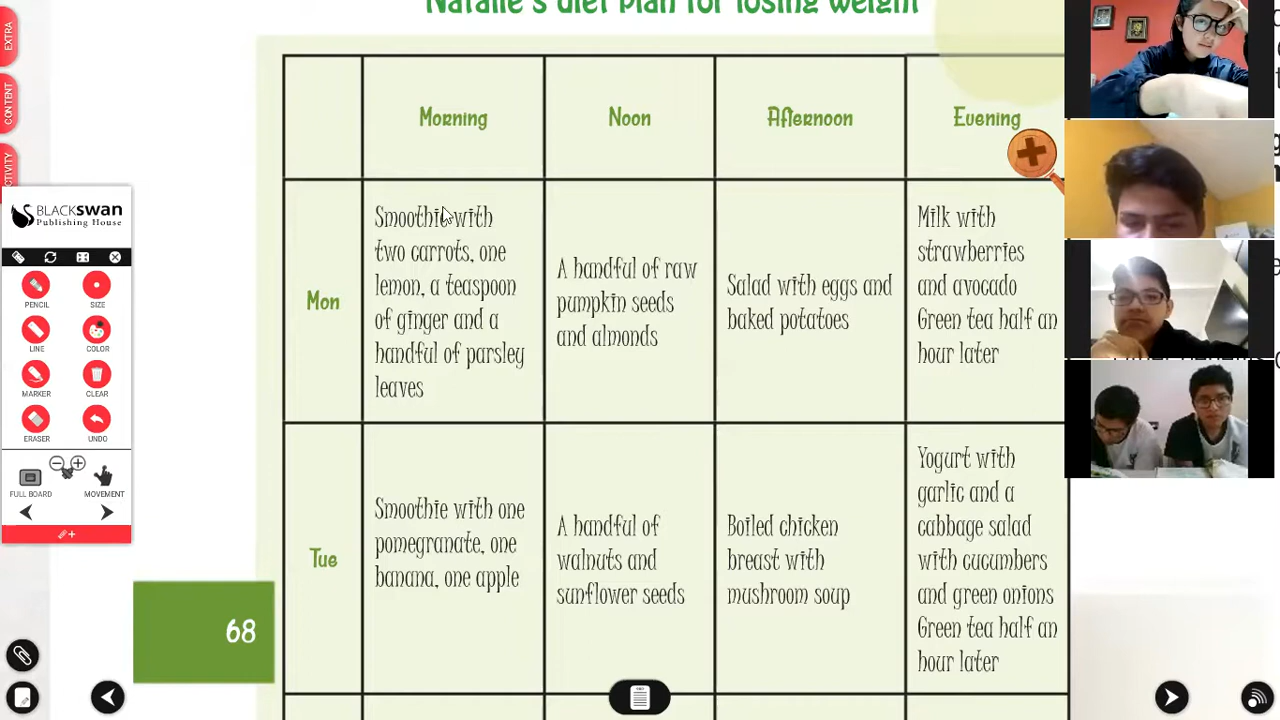 Natalie's diet plan for losing weight
EXTRA
CONTENT
Morning
Noon
Afternoon
Evening
Mon
Smoothie with
two carrots, one
lemon, a teaspoon
of ginger and a
handful of parsley
leaves
A handful of raw
pumpkin seeds
and almonds
Salad with eggs and
baked potatoes
Milk with
strawberries
and avocado
Green tea half an
hour later
Tue
Smoothie with one
pomegranate, one
banana, one apple
A handful of
walnuts and
sunflower seeds
Boiled chicken
breast with
mushroom soup
Yogurt with
garlic and a
cabbage salad
with cucumbers
and green onions
Green tea half an
hour later
68
BLACKSWAN
Publishing House
PENCIL
SIZE
LINE
COLOR
MARKER
CLEAR
ERASER
UNDO
FULL BOARD
MOVEMENT